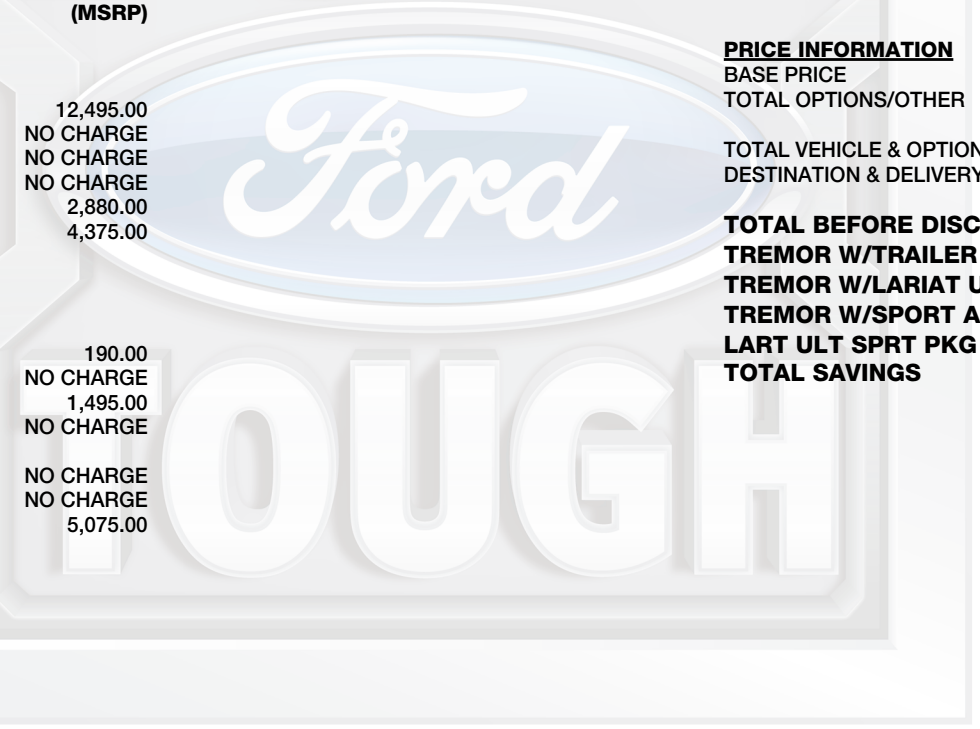 (MSRP)
12,495.00
NO CHARGE
NO CHARGE
NO CHARGE
2,880.00
4,375.00
190.00
NO CHARGE
1,495.00
NO CHARGE
NO CHARGE
NO CHARGE
5,075.00
Ford
TOUGH
PRICE INFORMATION
BASE PRICE
TOTAL OPTIONS/OTHER
TOTAL VEHICLE & OPTION
DESTINATION & DELIVERY
TOTAL BEFORE DISC
TREMOR W/TRAILER
TREMOR W/LARIAT U
TREMOR W/SPORT A
LART ULT SPRT PKG
TOTAL SAVINGS